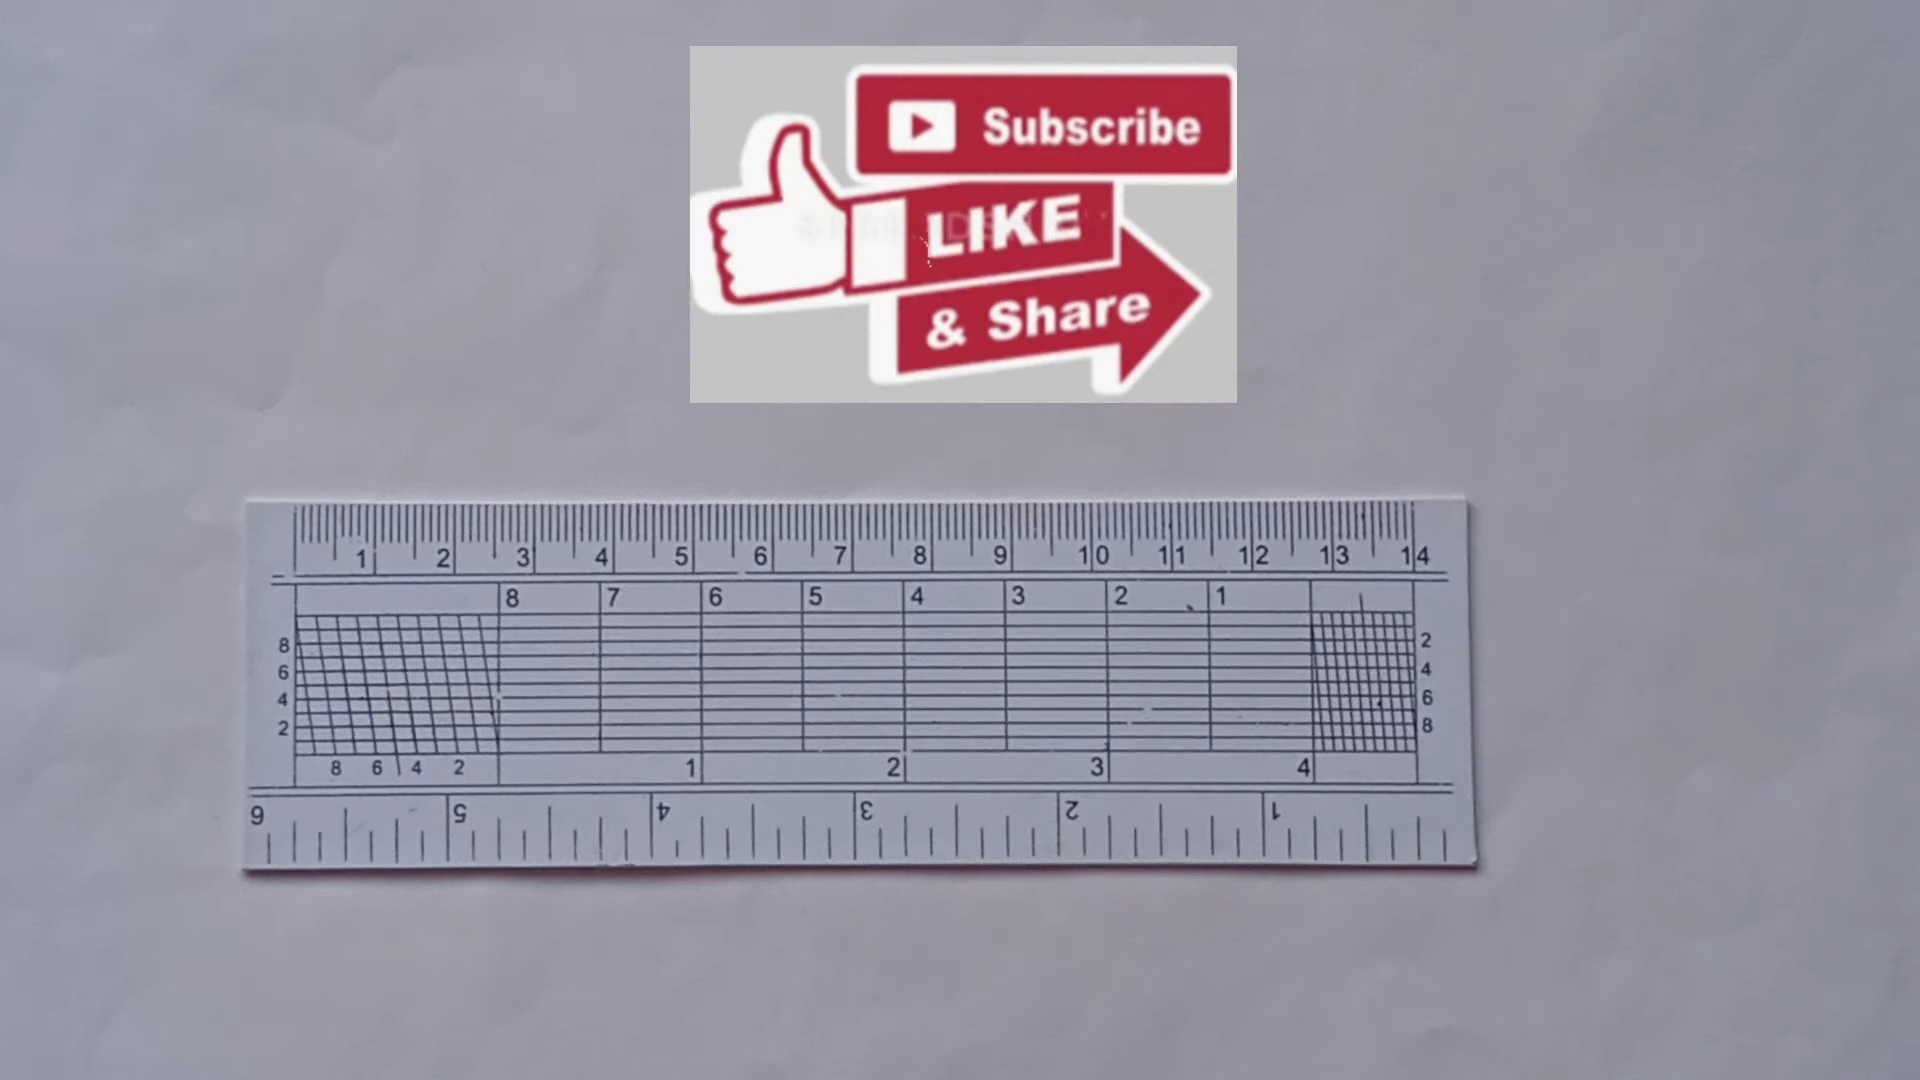 Subscribe
LIKE
& Share
1 2 3 4 5 6 7 8 9 10 11 12 13 14
8 7 6 5 4 3 2 1
8 2
6 4
4 6
2 8
8 6 4 2 1 2 3 4
6 5 4 3 2 1